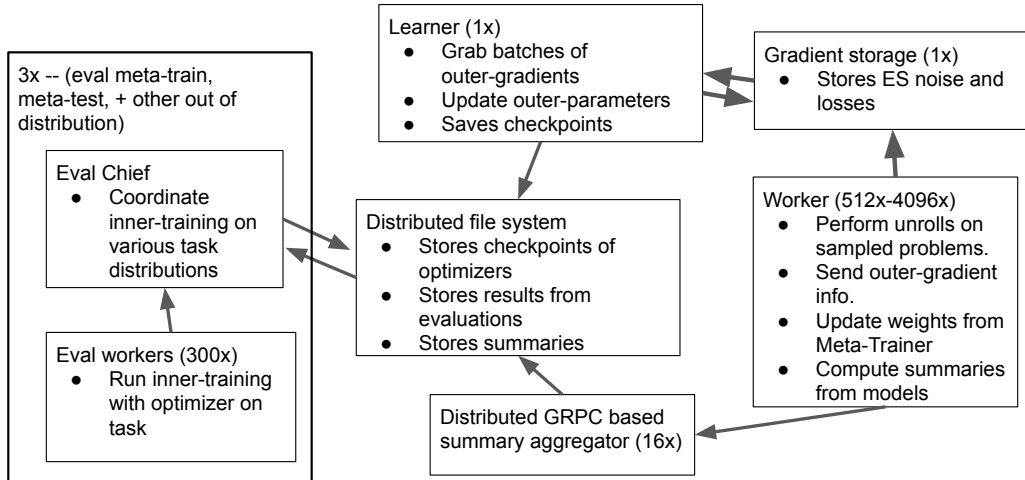 Learner (1x)
● Grab batches of
outer-gradients
● Update outer-parameters
● Saves checkpoints
Gradient storage (1x)
● Stores ES noise and
losses
3x -- (eval meta-train,
meta-test, + other out of
distribution)
Eval Chief
● Coordinate
inner-training on
various task
distributions
Eval workers (300x)
● Run inner-training
with optimizer on
task
Distributed file system
● Stores checkpoints of
optimizers
● Stores results from
evaluations
● Stores summaries
Worker (512x-4096x)
● Perform unrolls on
sampled problems.
● Send outer-gradient
info.
● Update weights from
Meta-Trainer
● Compute summaries
from models
Distributed GRPC based
summary aggregator (16x)